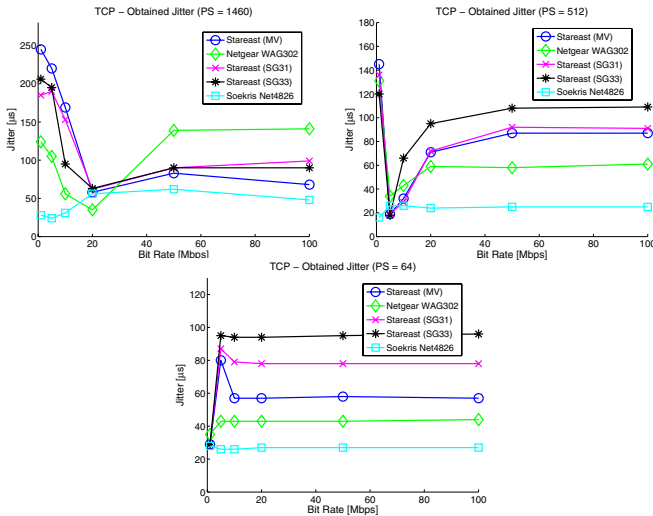 TCP – Obtained Jitter (PS = 1460)
Jitter [μs]
250
200
150
100
50
0
0 20 40 60 80 100
Bit Rate [Mbps]
Stareast (MV)
Netgear WAG302
Stareast (SG31)
Stareast (SG33)
Soekris Net4826
TCP – Obtained Jitter (PS = 512)
Jitter [μs]
180
160
140
120
100
80
60
40
20
0
0 20 40 60 80 100
Bit Rate [Mbps]
Stareast (MV)
Netgear WAG302
Stareast (SG31)
Stareast (SG33)
Soekris Net4826
TCP – Obtained Jitter (PS = 64)
Jitter [μs]
120
100
80
60
40
20
0
0 20 40 60 80 100
Bit Rate [Mbps]
Stareast (MV)
Netgear WAG302
Stareast (SG31)
Stareast (SG33)
Soekris Net4826